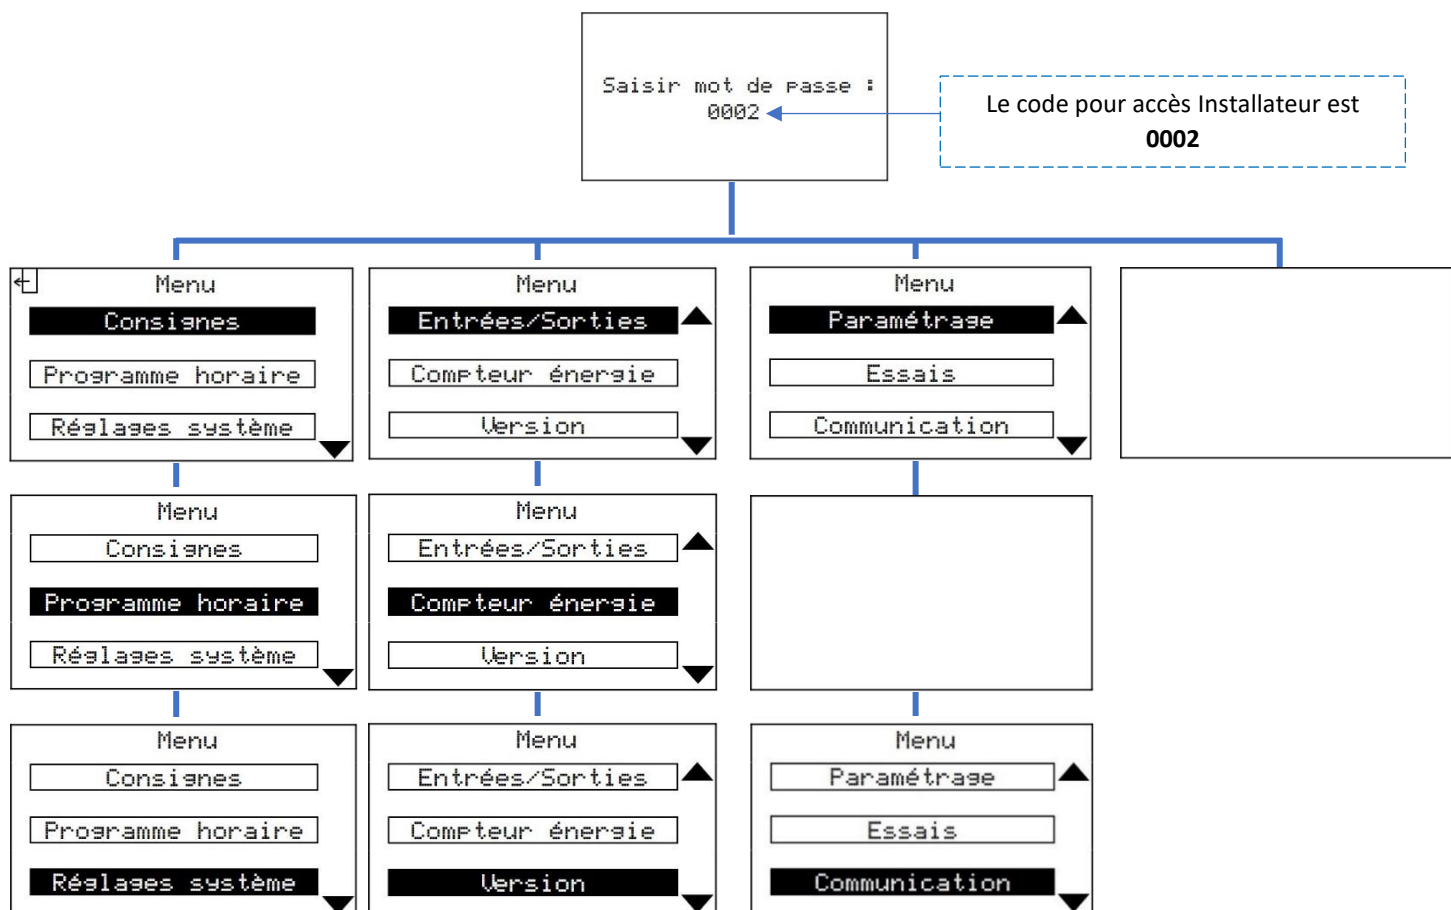 Saisir mot de passe :
0002
Le code pour accès Installateur est
0002
Menu
Consignes
Programme horaire
Réglages système
Menu
Entrées/Sorties
Compteur énergie
Version
Menu
Paramétrage
Essais
Communication
Menu
Consignes
Programme horaire
Réglages système
Menu
Entrées/Sorties
Compteur énergie
Version
Menu
Consignes
Programme horaire
Réglages système
Menu
Entrées/Sorties
Compteur énergie
Version
Menu
Paramétrage
Essais
Communication